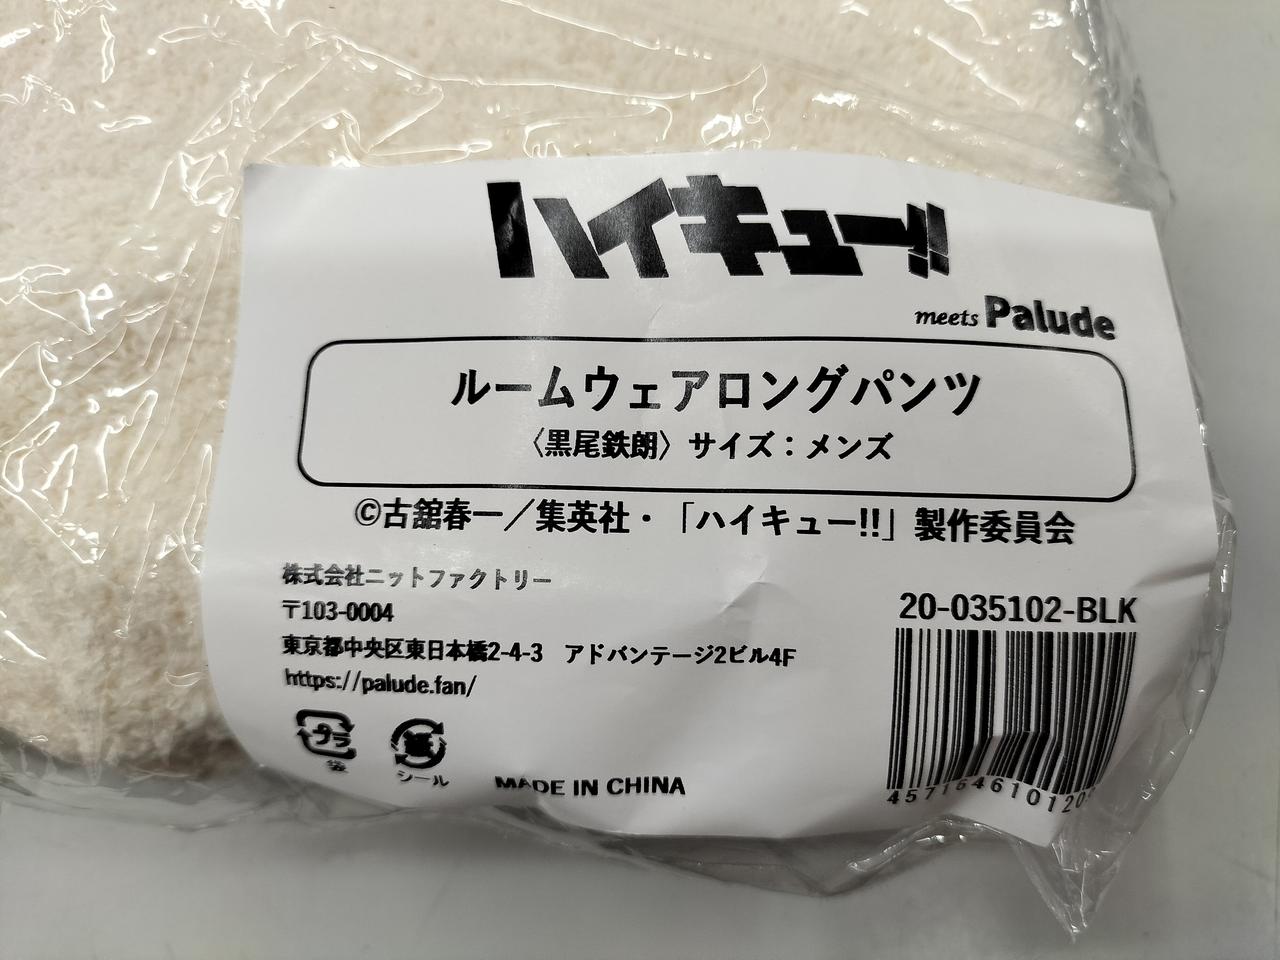 ハイキュー!!
meets Palude
ルームウェアロングパンツ
〈黒尾鉄朗〉サイズ：メンズ
©古舘春一／集英社・「ハイキュー!!」製作委員会
株式会社ニットファクトリー
〒103-0004
東京都中央区東日本橋2-4-3 アドバンテージ2ビル4F
https://palude.fan/
20-035102-BLK
プラ
袋
シール
MADE IN CHINA